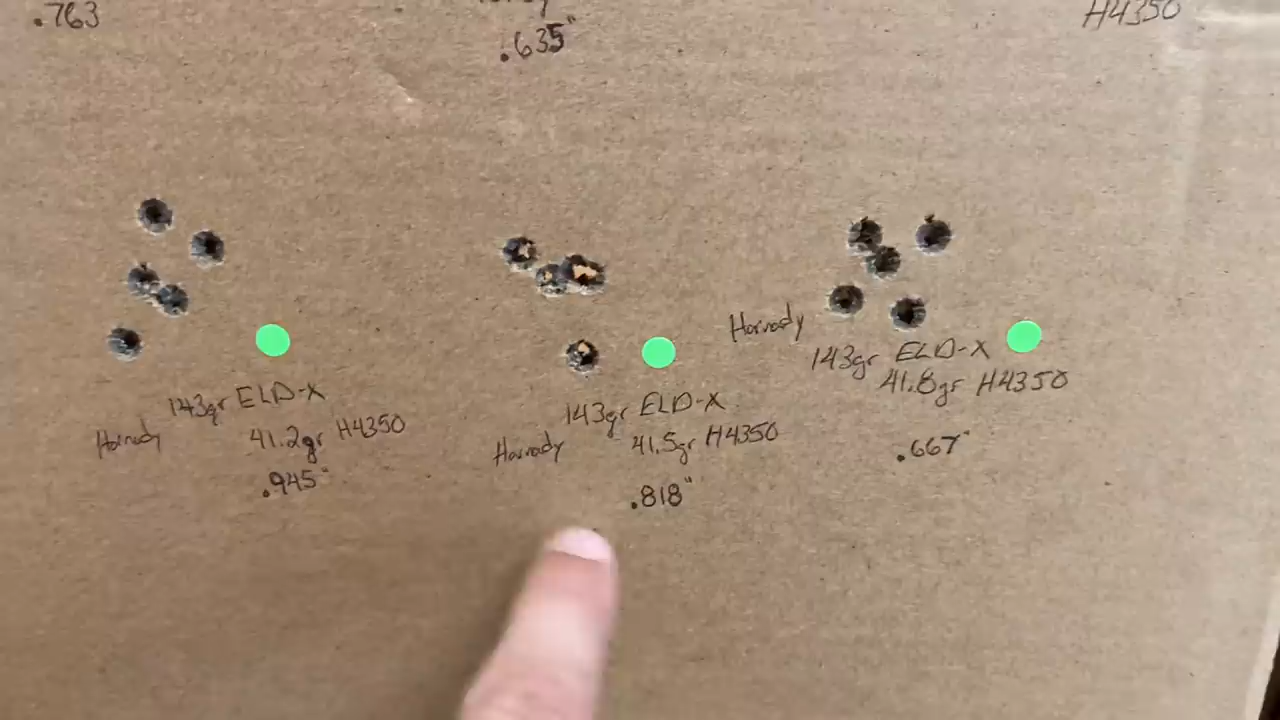 .763
.635"
H4350
143gr ELD-X
Hornady 41.2gr H4350
.945"
143gr ELD-X
Hornady 41.5gr H4350
.818"
Hornady
143gr ELD-X
41.8gr H4350
.667"